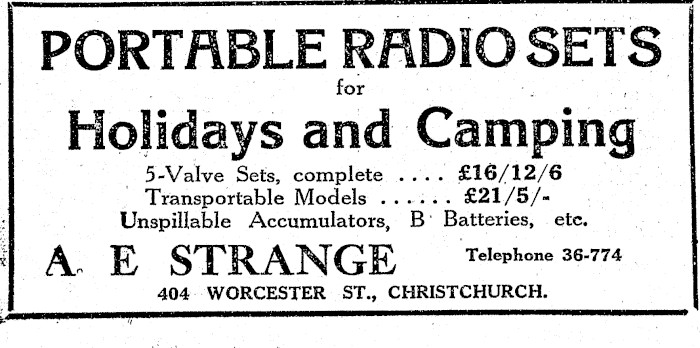 PORTABLE RADIO SETS
for
Holidays and Camping
5-Valve Sets, complete .... £16/12/6
Transportable Models ...... £21/5/-
Unspillable Accumulators, B Batteries, etc.
A. E STRANGE Telephone 36-774
404 WORCESTER ST., CHRISTCHURCH.